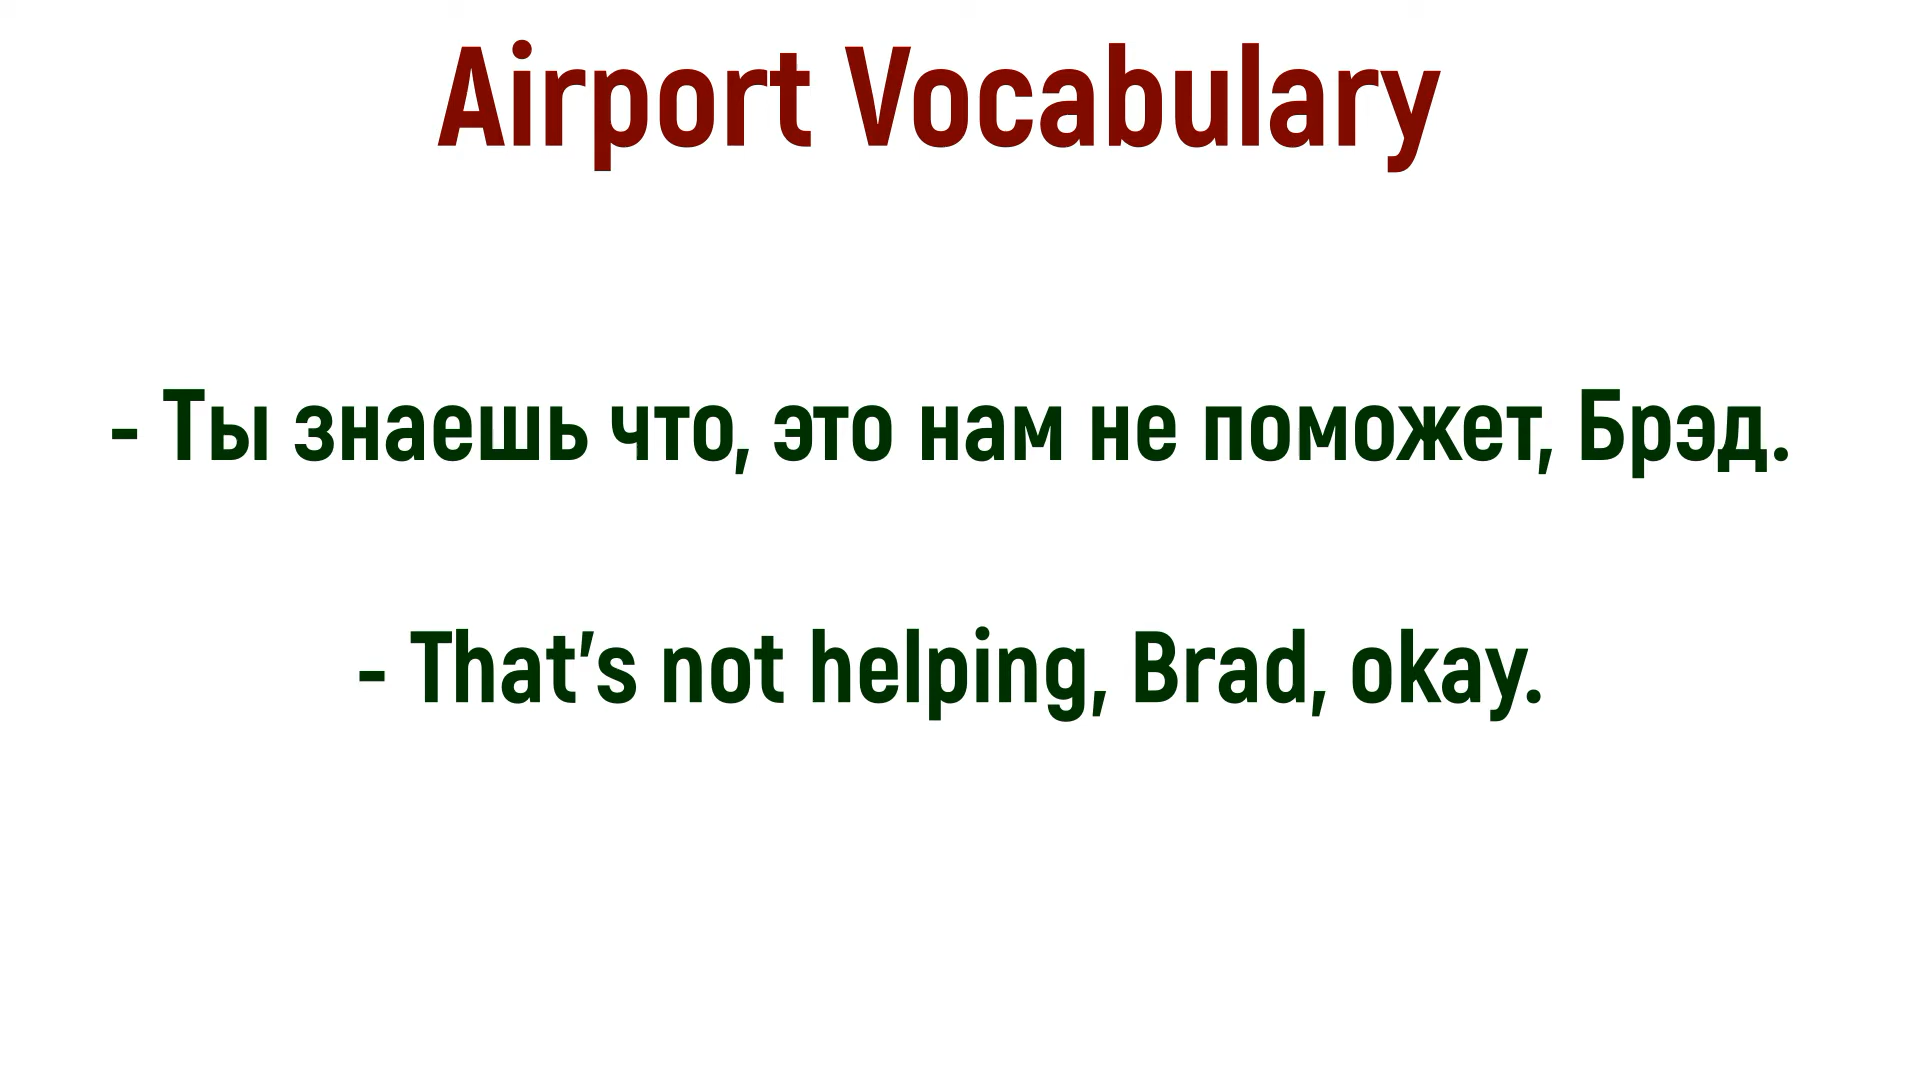 Airport Vocabulary
- Ты знаешь что, это нам не поможет, Брэд.
- That's not helping, Brad, okay.